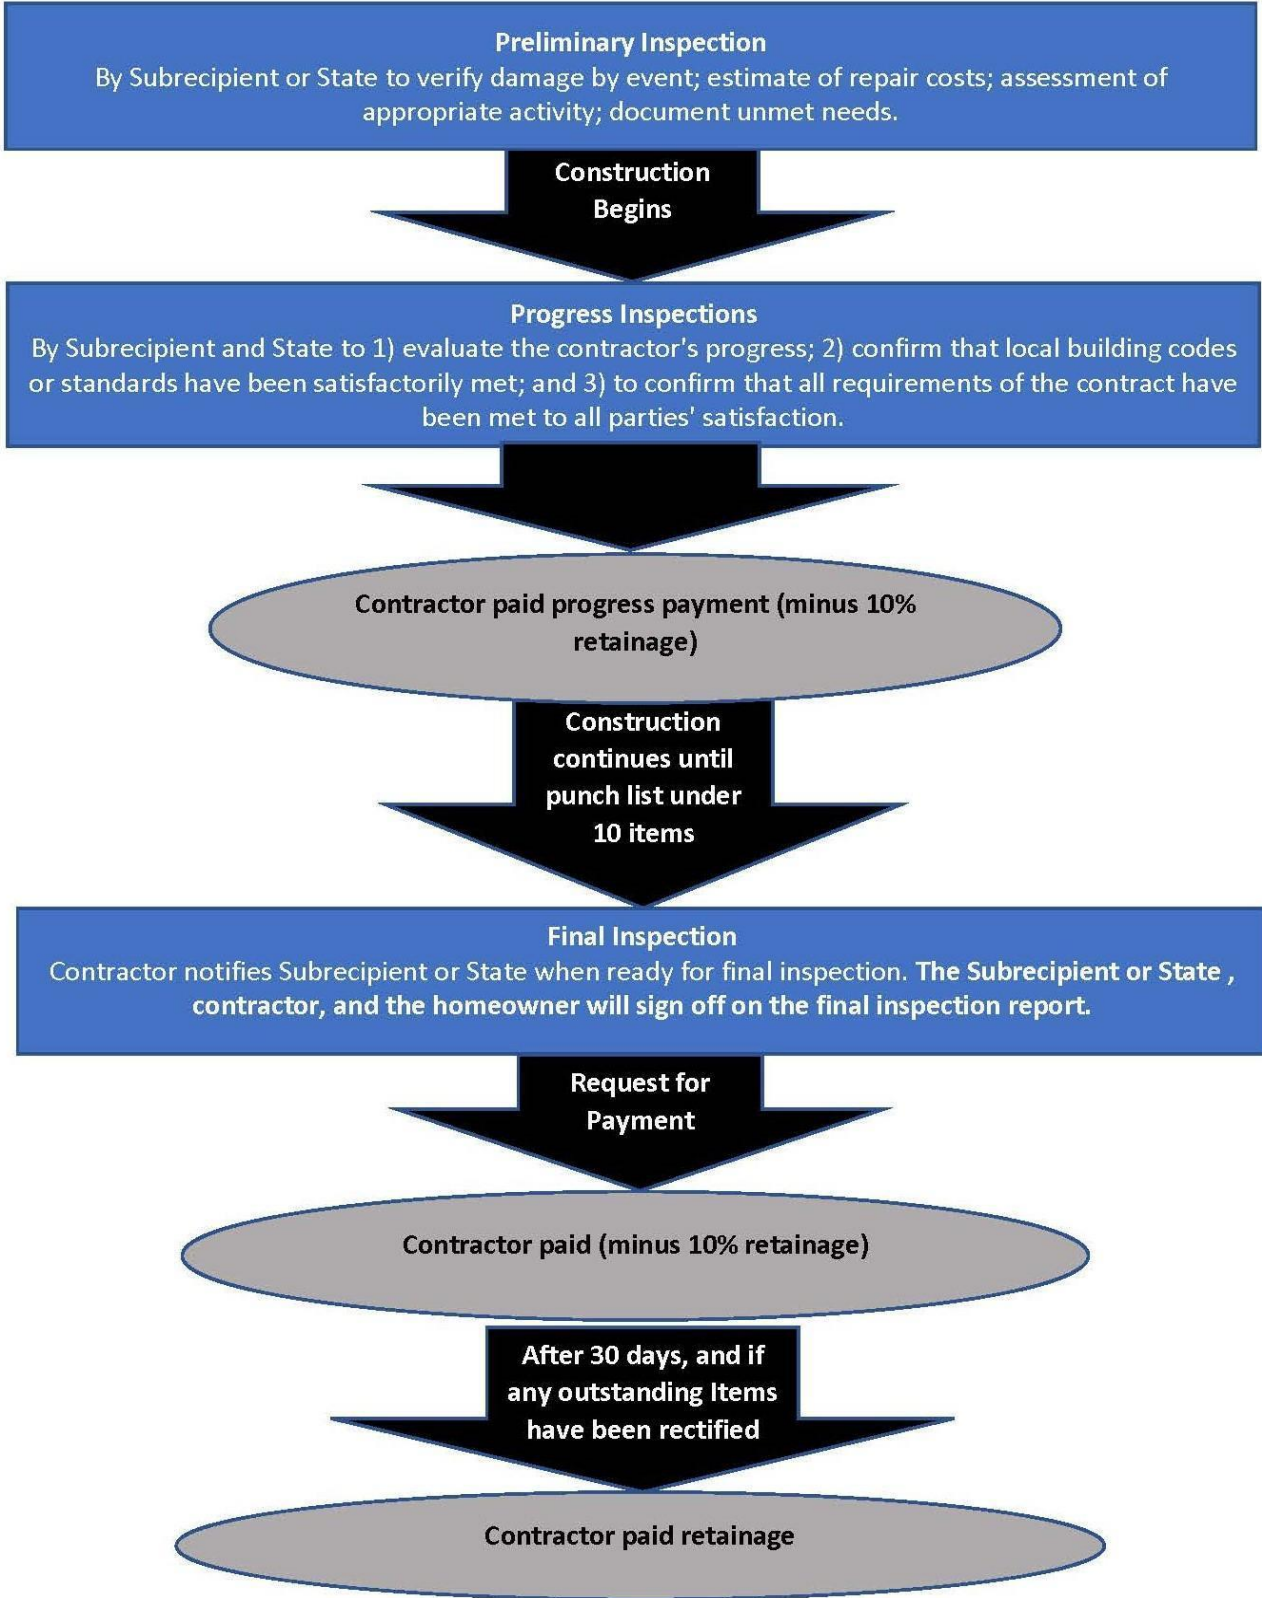 Preliminary Inspection
By Subrecipient or State to verify damage by event; estimate of repair costs; assessment of
appropriate activity; document unmet needs.
Construction
Begins
Progress Inspections
By Subrecipient and State to 1) evaluate the contractor's progress; 2) confirm that local building codes
or standards have been satisfactorily met; and 3) to confirm that all requirements of the contract have
been met to all parties' satisfaction.
Contractor paid progress payment (minus 10%
retainage)
Construction
continues until
punch list under
10 items
Final Inspection
Contractor notifies Subrecipient or State when ready for final inspection. The Subrecipient or State ,
contractor, and the homeowner will sign off on the final inspection report.
Request for
Payment
Contractor paid (minus 10% retainage)
After 30 days, and if
any outstanding Items
have been rectified
Contractor paid retainage